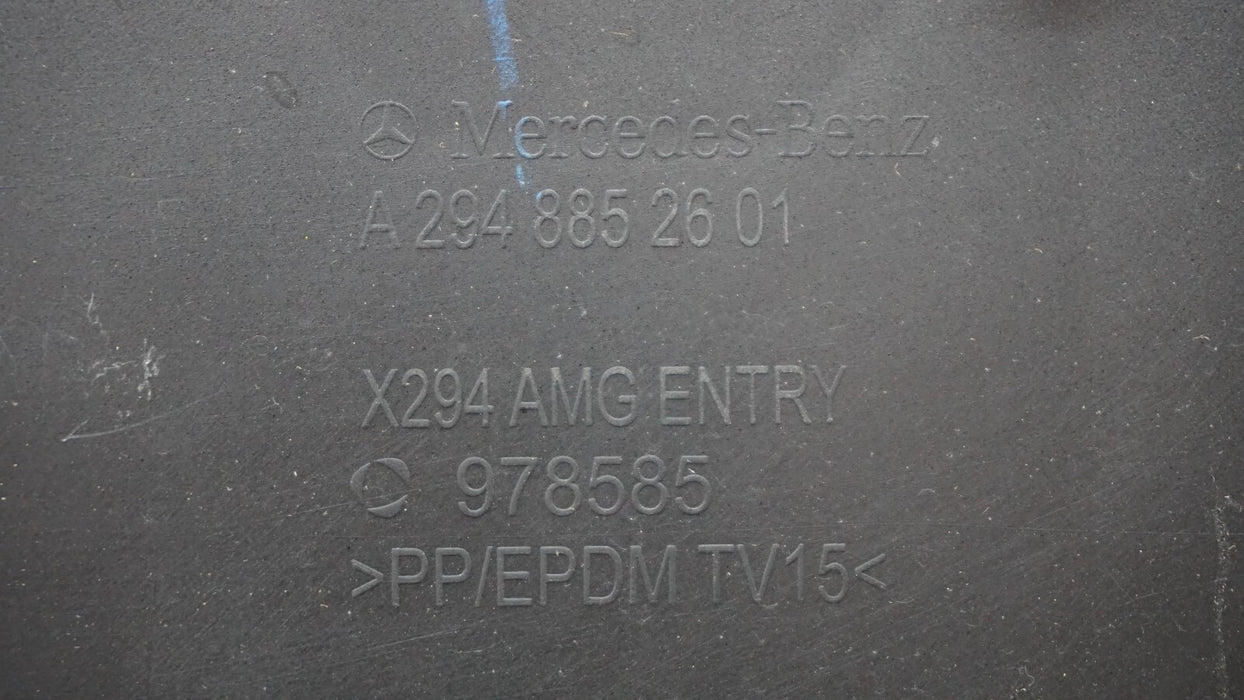 Mercedes-Benz
A 294 885 26 01
X294 AMG ENTRY
978585
>PP/EPDM TV15<